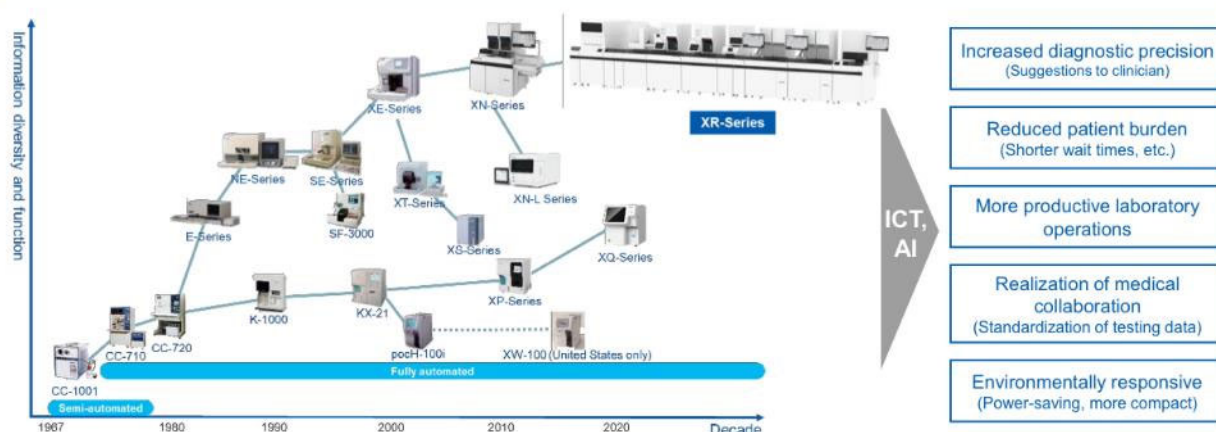 Information diversity and function
XE-Series
XN-Series
XR-Series
NE-Series
SE-Series
XT-Series
XN-L Series
E-Series
SF-3000
XS-Series
XQ-Series
K-1000
KX-21
XP-Series
CC-710
CC-720
pocH-100i
XW-100 (United States only)
CC-1001
Fully automated
Semi-automated
1967
1980
1990
2000
2010
2020
Decade
ICT,
AI
Increased diagnostic precision
(Suggestions to clinician)
Reduced patient burden
(Shorter wait times, etc.)
More productive laboratory
operations
Realization of medical
collaboration
(Standardization of testing data)
Environmentally responsive
(Power-saving, more compact)